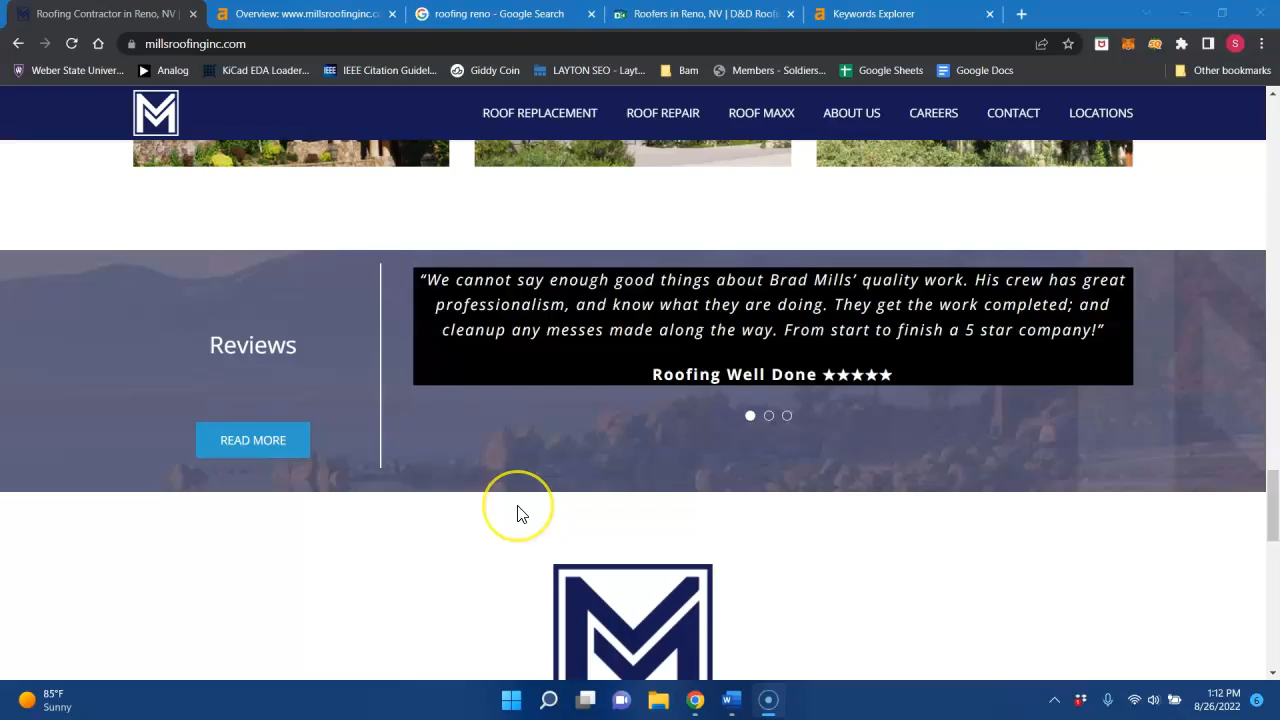 Roofing Contractor in Reno, NV |
Overview: www.millsroofinginc.c
roofing reno - Google Search
Roofers in Reno, NV | D&D Roofi
Keywords Explorer
millsroofinginc.com
Weber State Univer...
Analog
KiCad EDA Loader...
IEEE Citation Guidel...
Giddy Coin
LAYTON SEO - Layt...
Bam
Members - Soldiers...
Google Sheets
Google Docs
Other bookmarks
ROOF REPLACEMENT
ROOF REPAIR
ROOF MAXX
ABOUT US
CAREERS
CONTACT
LOCATIONS
Reviews
READ MORE
“We cannot say enough good things about Brad Mills’ quality work. His crew has great
professionalism, and know what they are doing. They get the work completed; and
cleanup any messes made along the way. From start to finish a 5 star company!”
Roofing Well Done ★★★★★
85°F
Sunny
1:12 PM
8/26/2022
6